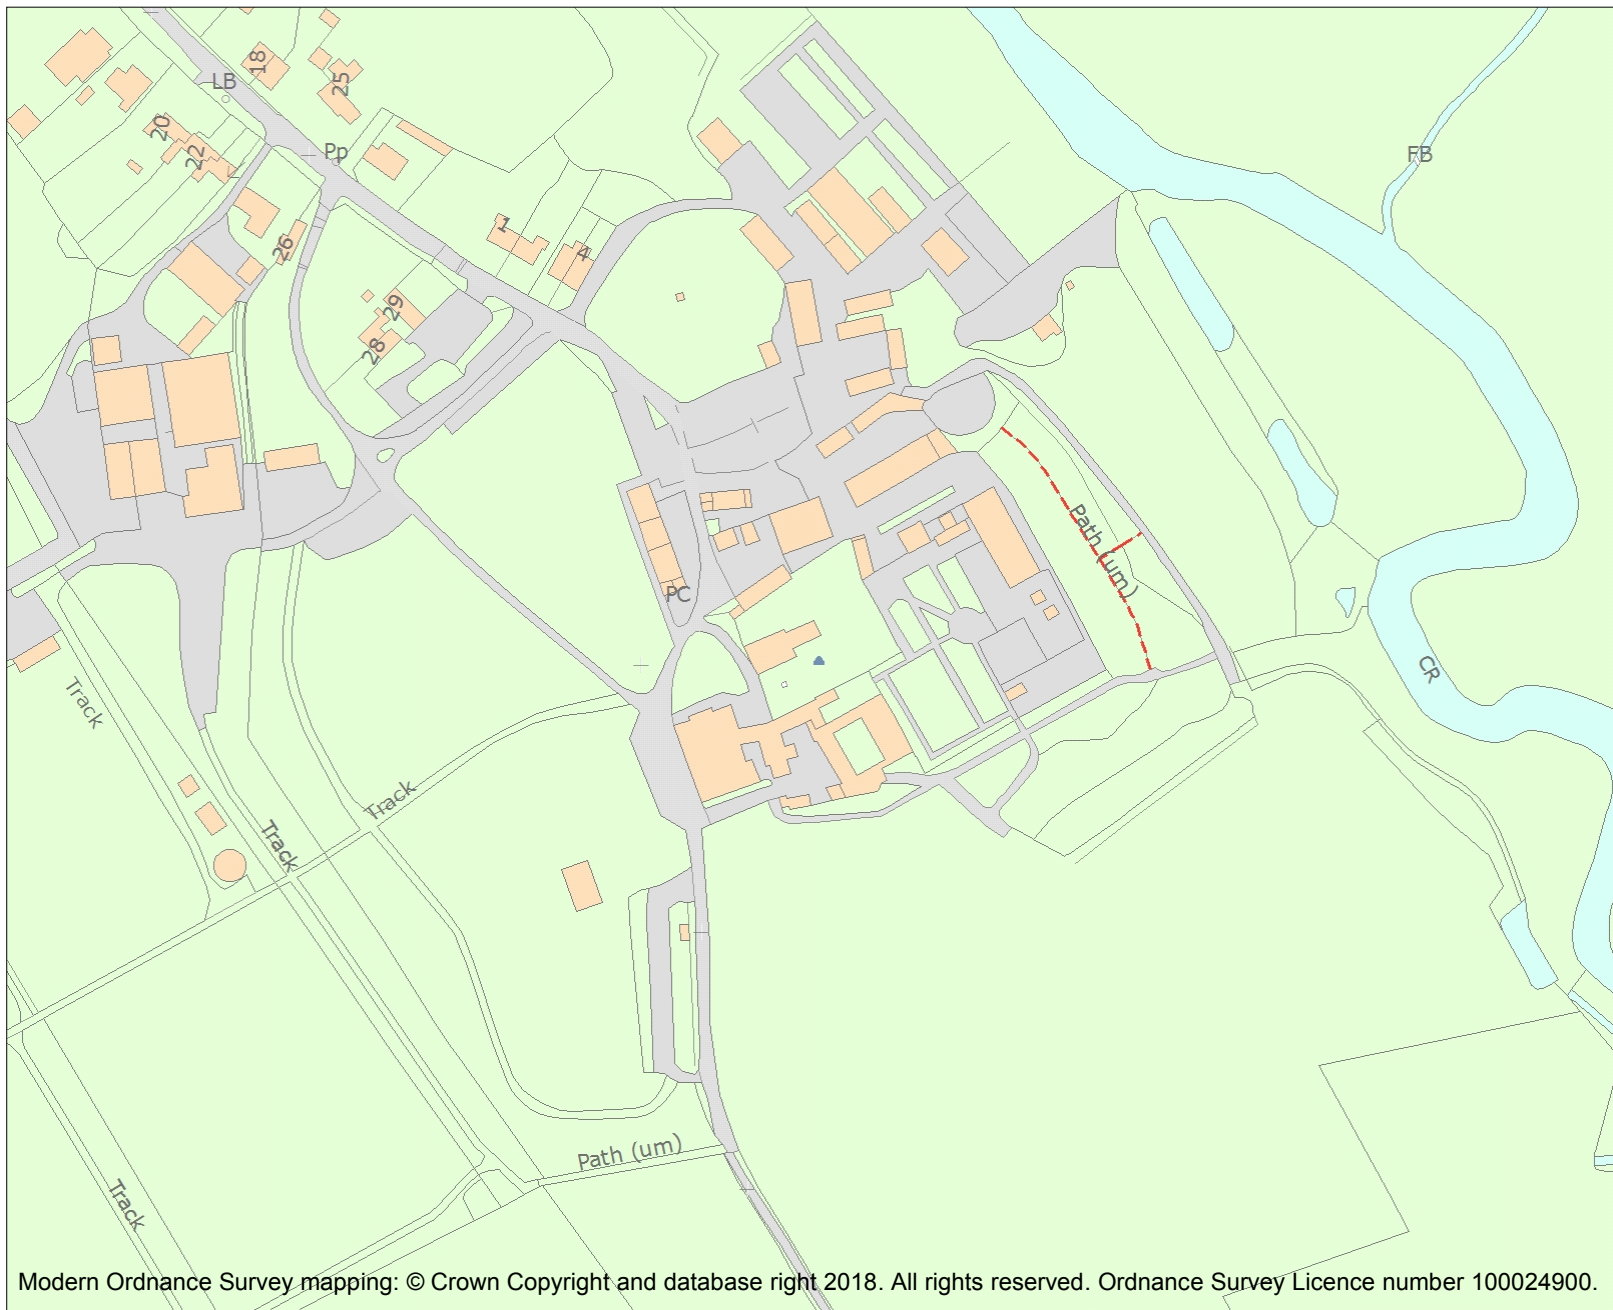 18
25
LB
20
22
Pp
FB
26
1
4
29
28
Path (um)
PC
CR
Track
Track
Track
Path (um)
Track
Modern Ordnance Survey mapping: © Crown Copyright and database right 2018. All rights reserved. Ordnance Survey Licence number 100024900.